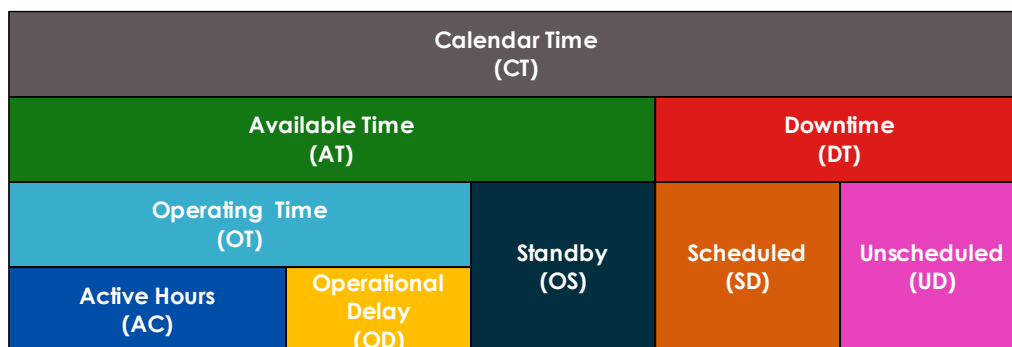 Calendar Time
(CT)
Available Time
(AT)
Downtime
(DT)
Operating Time
(OT)
Standby
(OS)
Scheduled
(SD)
Unscheduled
(UD)
Active Hours
(AC)
Operational
Delay
(OD)